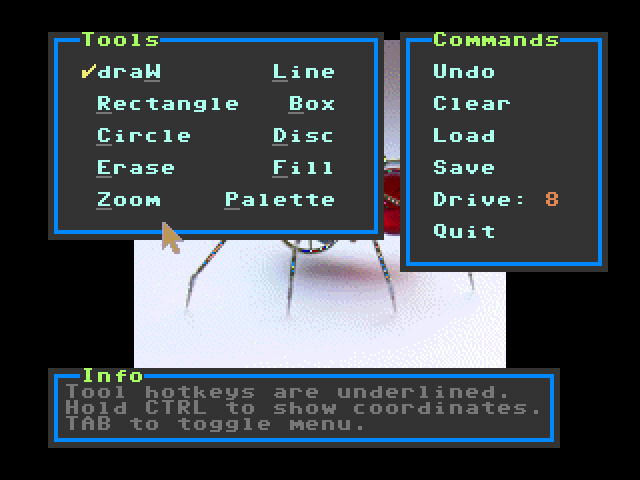 Tools
✓draW Line
Rectangle Box
Circle Disc
Erase Fill
Zoom Palette
Commands
Undo
Clear
Load
Save
Drive: 8
Quit
Info
Tool hotkeys are underlined.
Hold CTRL to show coordinates.
TAB to toggle menu.